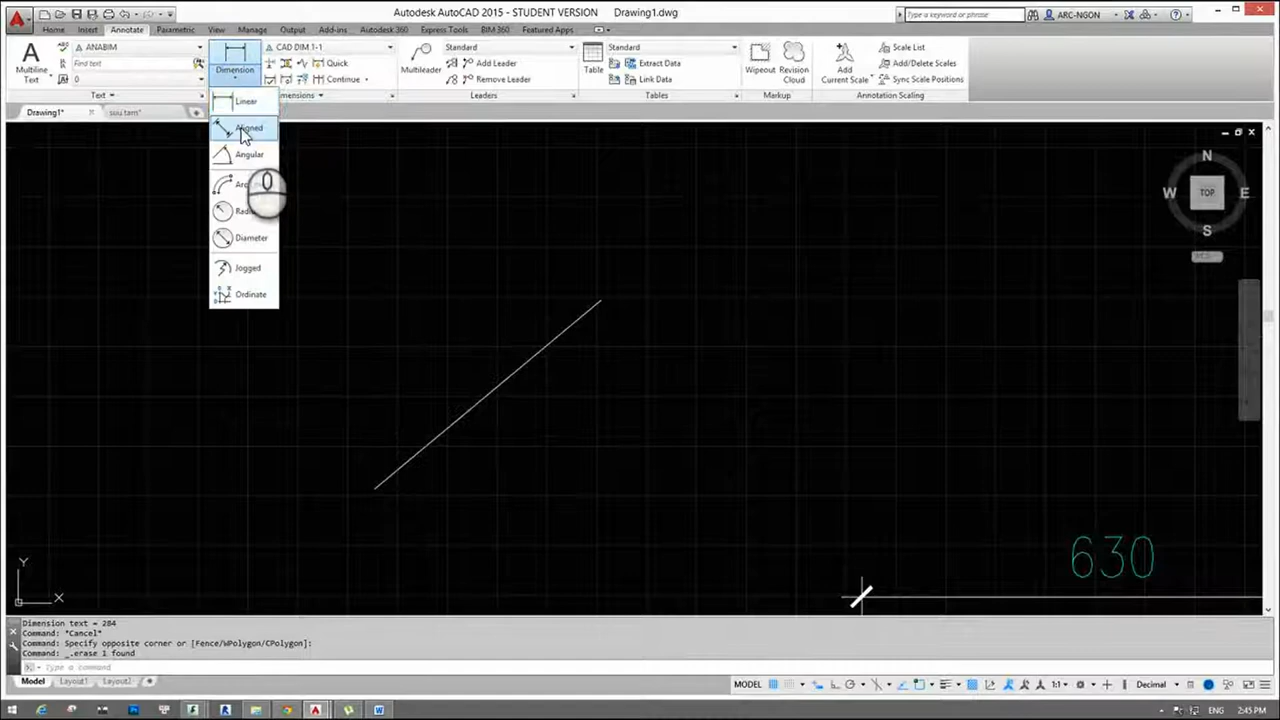 Autodesk AutoCAD 2015 - STUDENT VERSION Drawing1.dwg
Type a keyword or phrase
ARC-NGON
Home Insert Annotate Parametric View Manage Output Add-ins Autodesk 360 Express Tools BIM 360 Featured Apps
A Multiline Text
ANABIM
Find text
0
Text
Dimension
CAD DIM.1-1
Quick
Continue
Dimensions
Multileader
Standard
Add Leader
Remove Leader
Leaders
Table
Standard
Extract Data
Link Data
Tables
Wipeout Revision Cloud
Markup
Add Current Scale
Scale List
Add/Delete Scales
Sync Scale Positions
Annotation Scaling
Drawing1*
Linear
Aligned
Angular
Diameter
Jogged
Ordinate
N
W TOP E
S
630
Y
X
Dimension text = 284
Command: *Cancel*
Command: Specify opposite corner or [Fence/WPolygon/CPolygon]:
Command: _.erase 1 found
Type a command
Model Layout1 Layout2
MODEL
1:1
Decimal
ENG 2:45 PM